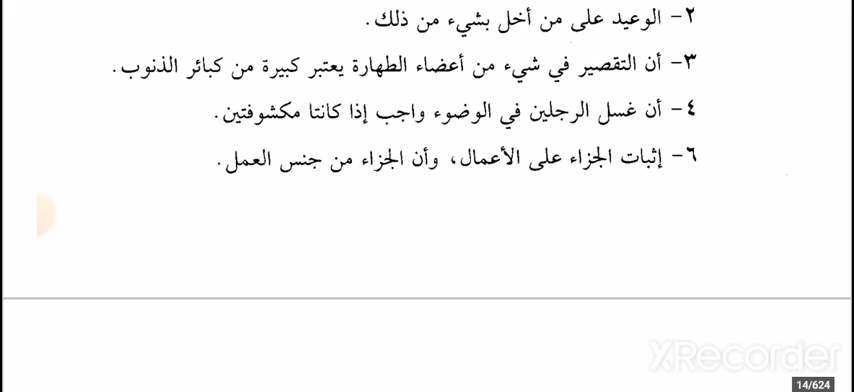 ٢- الوعيد على من أخل بشيء من ذلك.
٣- أن التقصير في شيء من أعضاء الطهارة يعتبر كبيرة من كبائر الذنوب.
٤- أن غسل الرجلين في الوضوء واجب إذا كانتا مكشوفتين.
٦- إثبات الجزاء على الأعمال، وأن الجزاء من جنس العمل.
XRecorder
14/624